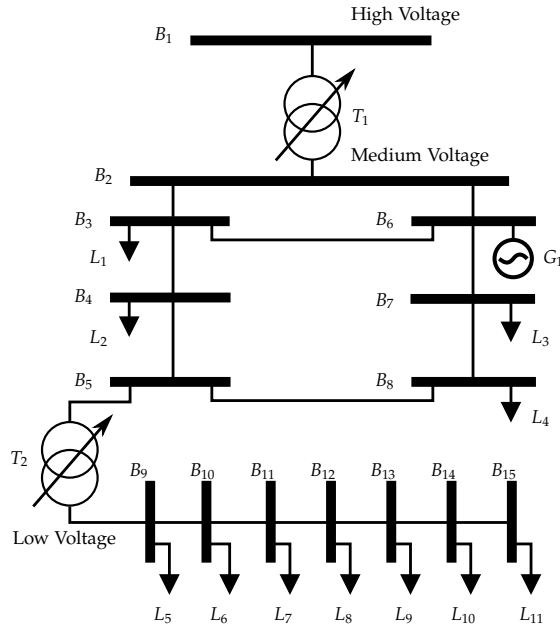 High Voltage
B1
T1
Medium Voltage
B2
B3
B6
L1
G1
B4
B7
L2
L3
B5
B8
L4
T2
B9 B10 B11 B12 B13 B14 B15
Low Voltage
L5 L6 L7 L8 L9 L10 L11